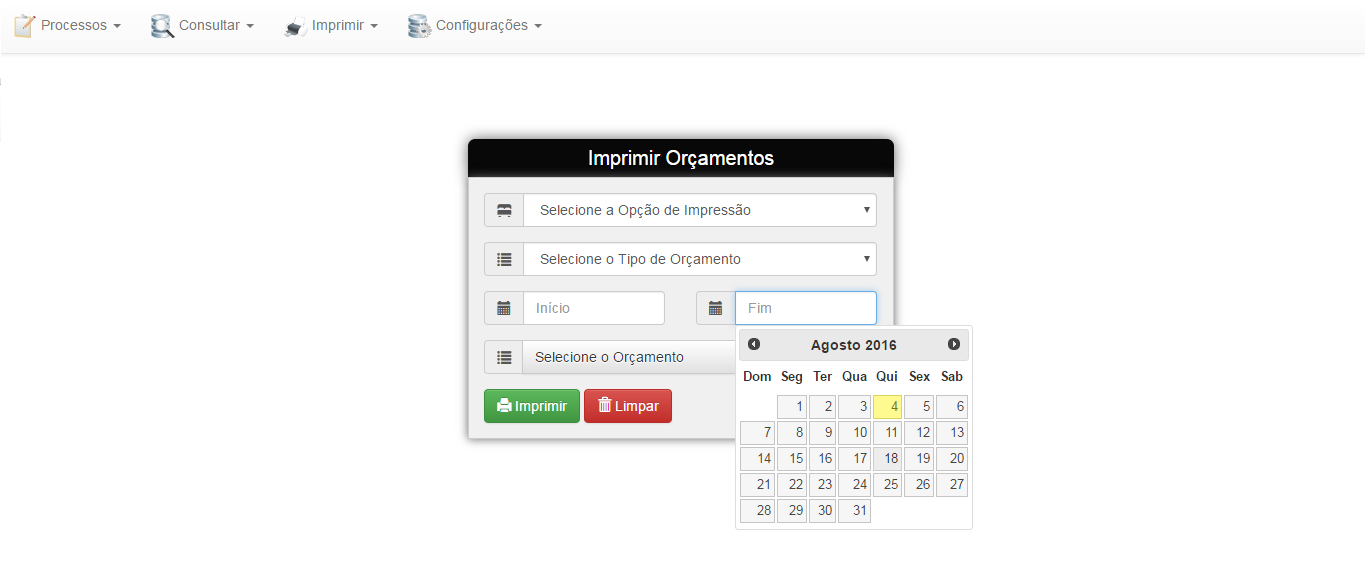 Processos Consultar Imprimir Configurações
Imprimir Orçamentos
Selecione a Opção de Impressão
Selecione o Tipo de Orçamento
Início Fim
Selecione o Orçamento
Imprimir Limpar
Agosto 2016
Dom Seg Ter Qua Qui Sex Sab
1 2 3 4 5 6
7 8 9 10 11 12 13
14 15 16 17 18 19 20
21 22 23 24 25 26 27
28 29 30 31